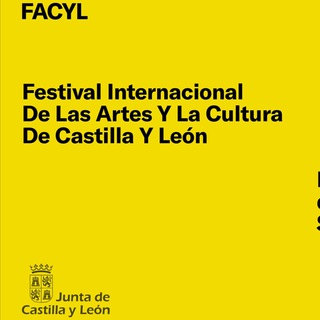 FACYL
Festival Internacional
De Las Artes Y La Cultura
De Castilla Y León
Junta de
Castilla y León